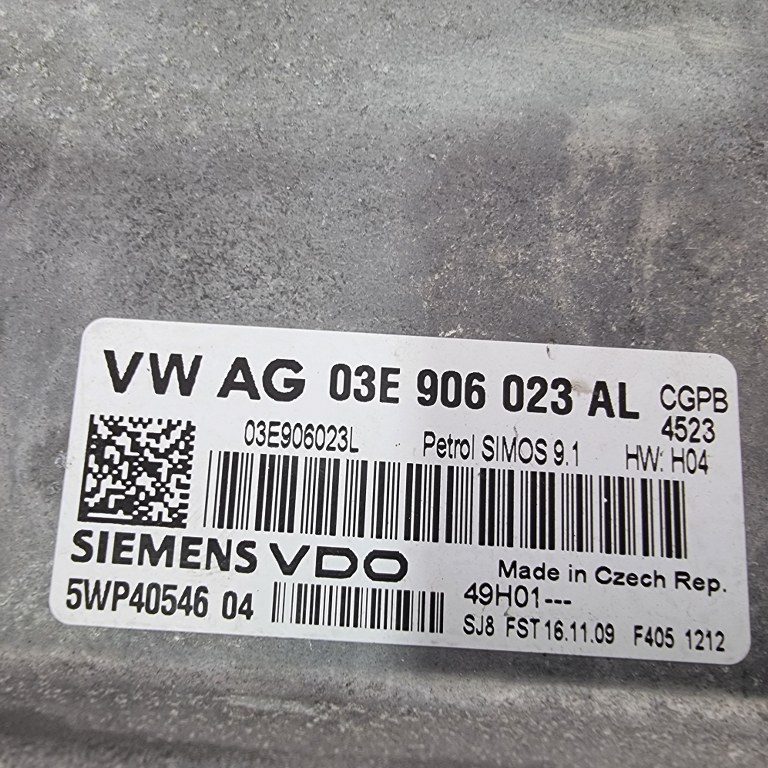 VW AG 03E 906 023 AL CGPB
4523
03E906023L Petrol SIMOS 9.1 HW: H04
SIEMENS VDO Made in Czech Rep.
5WP40546 04 49H01---
SJ8 FST 16.11.09 F405 1212